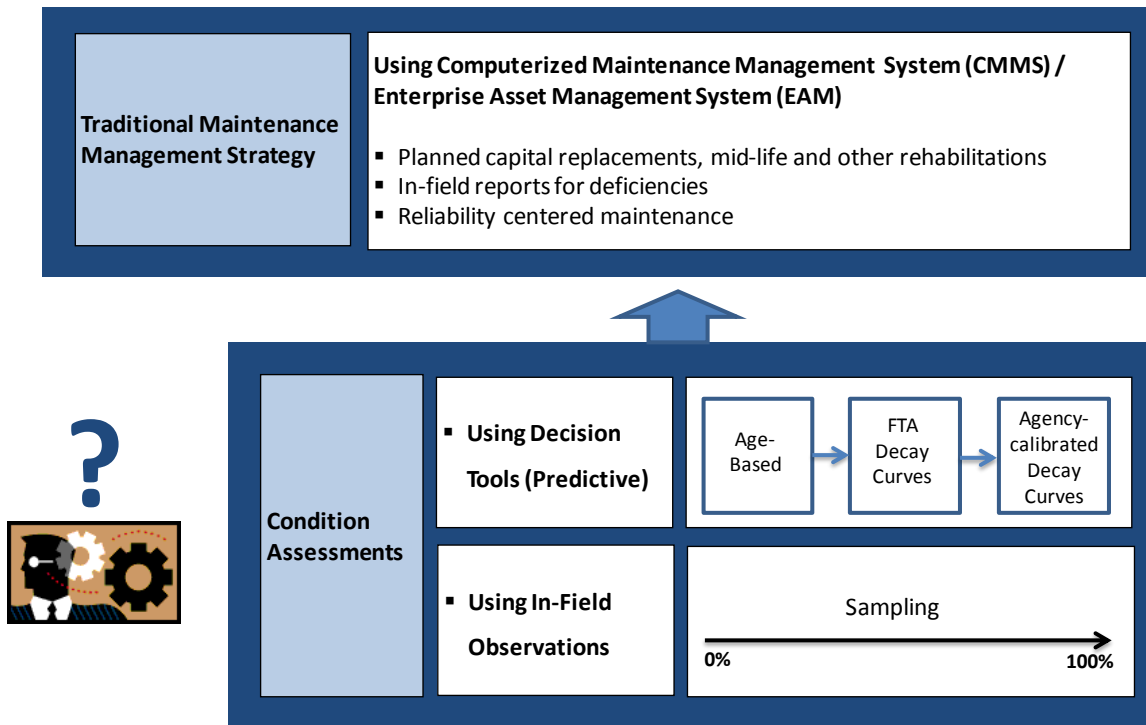 Traditional Maintenance
Management Strategy
Using Computerized Maintenance Management System (CMMS) /
Enterprise Asset Management System (EAM)
▪ Planned capital replacements, mid-life and other rehabilitations
▪ In-field reports for deficiencies
▪ Reliability centered maintenance
?
Condition
Assessments
▪ Using Decision
Tools (Predictive)
Age-
Based
FTA
Decay
Curves
Agency-
calibrated
Decay
Curves
▪ Using In-Field
Observations
Sampling
0%
100%